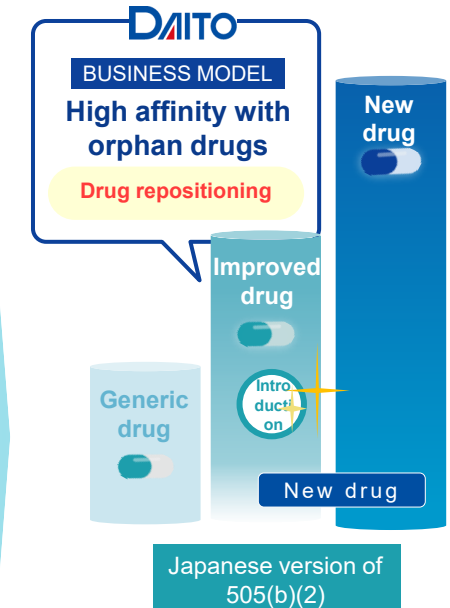 DAITO
BUSINESS MODEL
High affinity with
orphan drugs
Drug repositioning
New
drug
Improved
drug
Generic
drug
Intro
ducti
on
New drug
Japanese version of
505(b)(2)